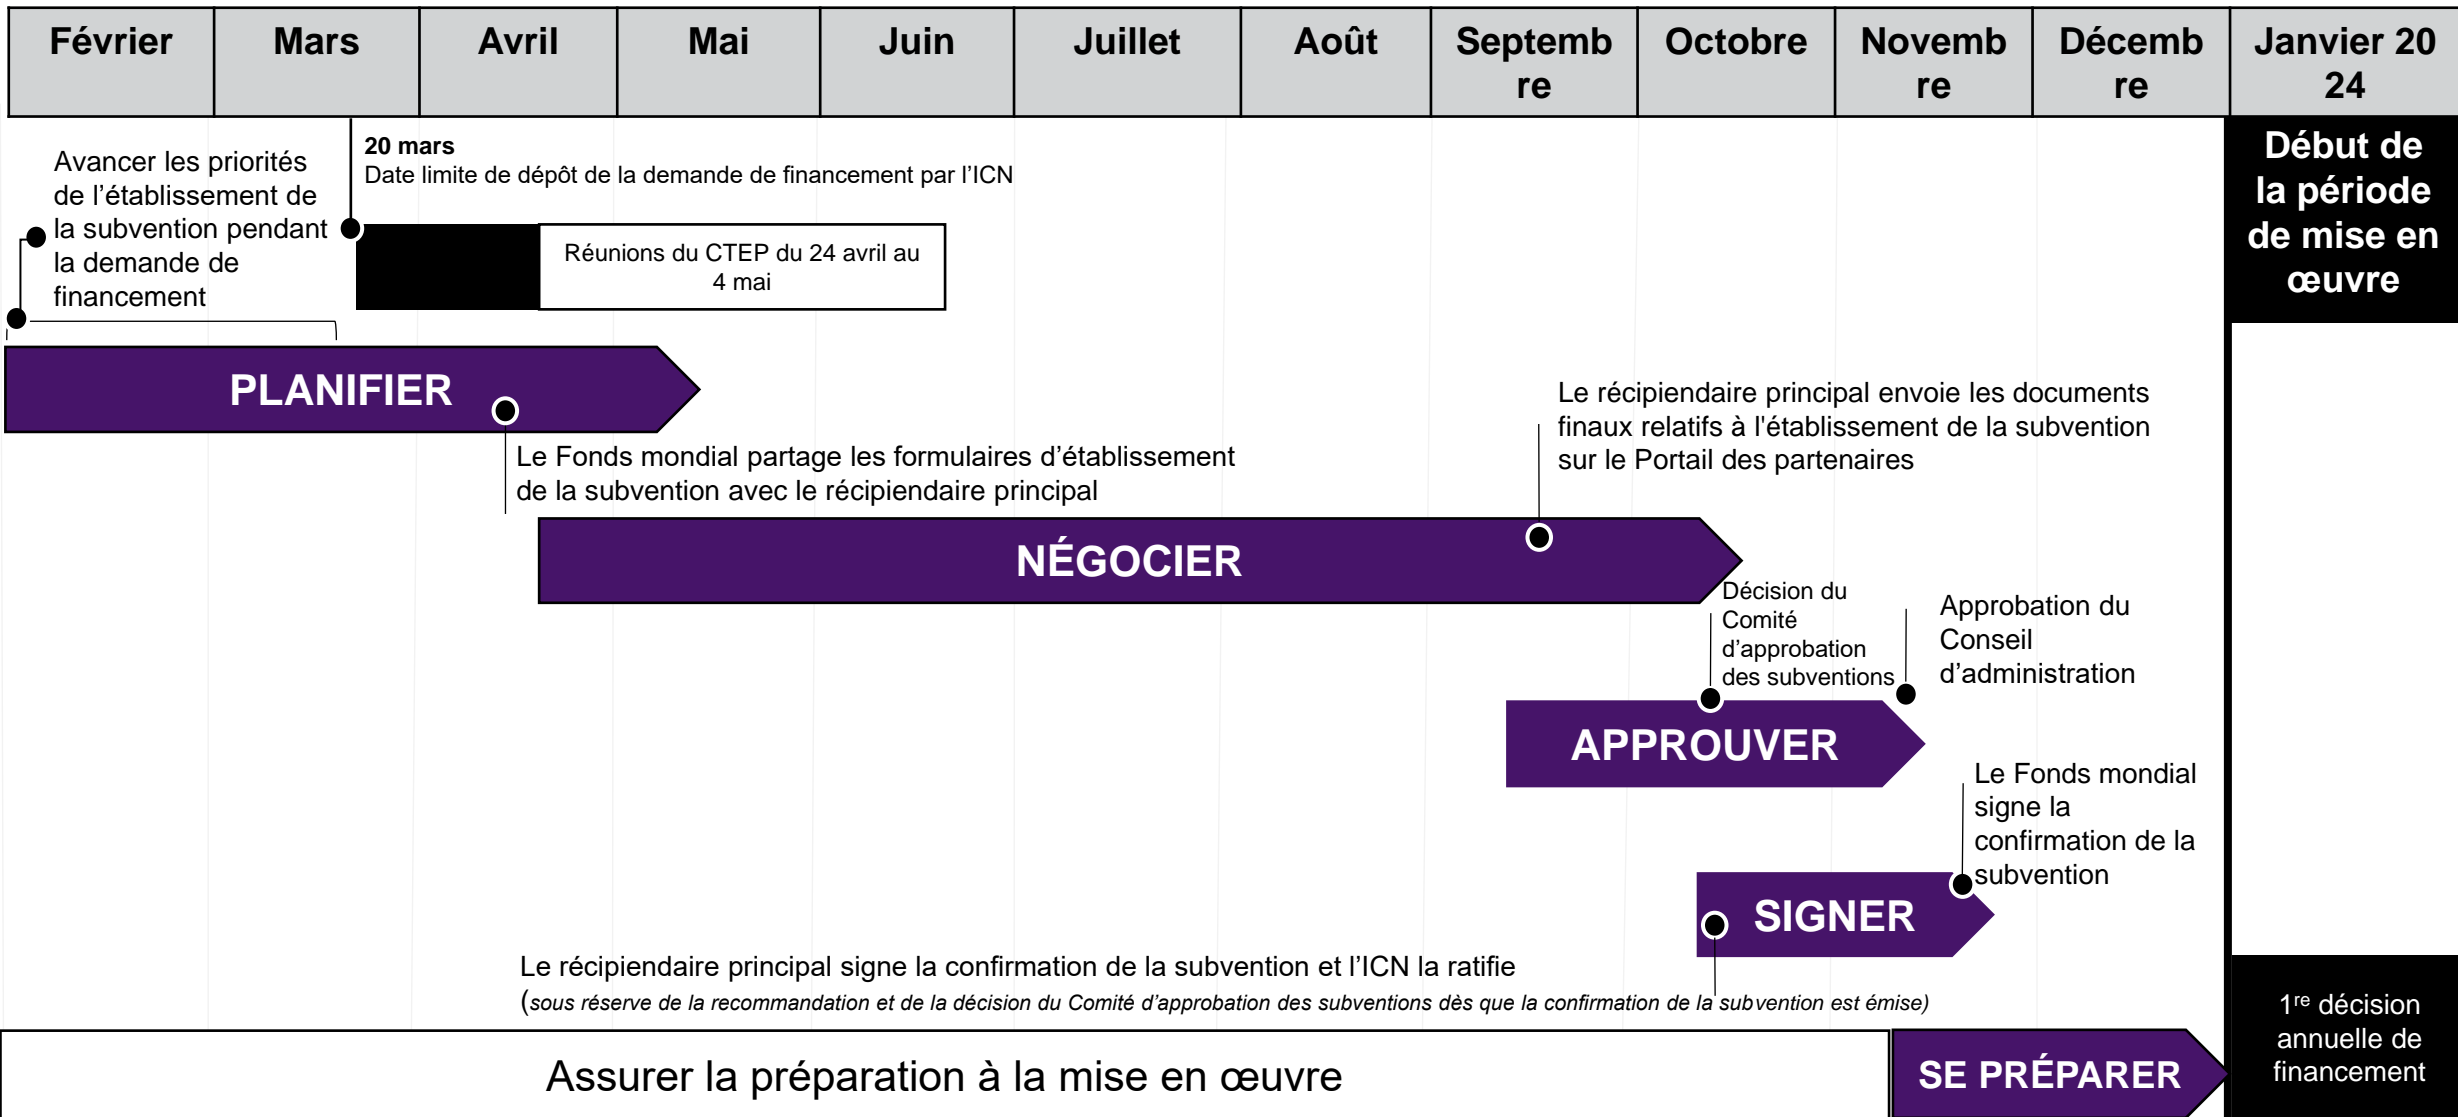 Février
Mars
Avril
Mai
Juin
Juillet
Août
Septemb
re
Octobre
Novemb
re
Décemb
re
Janvier 20
24
Avancer les priorités
de l’établissement de
la subvention pendant
la demande de
financement
20 mars
Date limite de dépôt de la demande de financement par l’ICN
Réunions du CTEP du 24 avril au
4 mai
Début de
la période
de mise en
œuvre
PLANIFIER
Le Fonds mondial partage les formulaires d’établissement
de la subvention avec le récipiendaire principal
Le récipiendaire principal envoie les documents
finaux relatifs à l'établissement de la subvention
sur le Portail des partenaires
NÉGOCIER
Décision du
Comité
d’approbation
des subventions
Approbation du
Conseil
d’administration
APPROUVER
Le Fonds mondial
signe la
confirmation de la
subvention
SIGNER
Le récipiendaire principal signe la confirmation de la subvention et l’ICN la ratifie
(sous réserve de la recommandation et de la décision du Comité d’approbation des subventions dès que la confirmation de la subvention est émise)
Assurer la préparation à la mise en œuvre
SE PRÉPARER
1re décision
annuelle de
financement